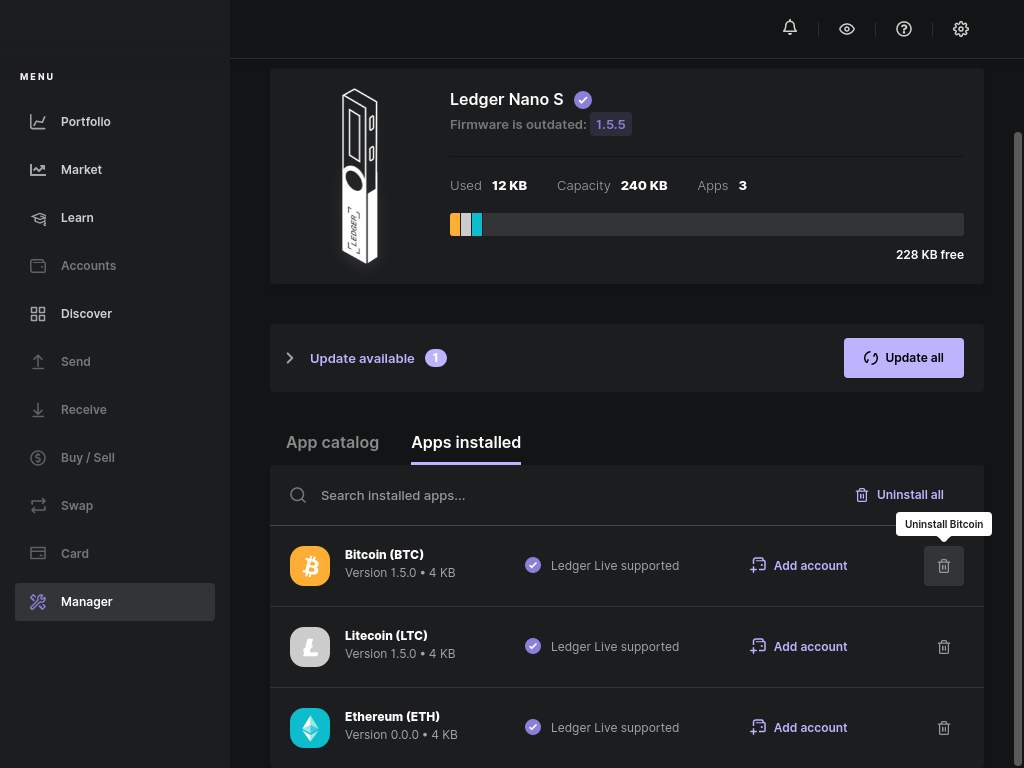 MENU
Portfolio
Market
Learn
Accounts
Discover
Send
Receive
Buy / Sell
Swap
Card
Manager
LEDGER
Ledger Nano S
Firmware is outdated: 1.5.5
Used 12 KB Capacity 240 KB Apps 3
228 KB free
Update available 1
Update all
App catalog Apps installed
Search installed apps...
Uninstall all
Uninstall Bitcoin
Bitcoin (BTC)
Version 1.5.0 • 4 KB
Ledger Live supported
Add account
Litecoin (LTC)
Version 1.5.0 • 4 KB
Ledger Live supported
Add account
Ethereum (ETH)
Version 0.0.0 • 4 KB
Ledger Live supported
Add account